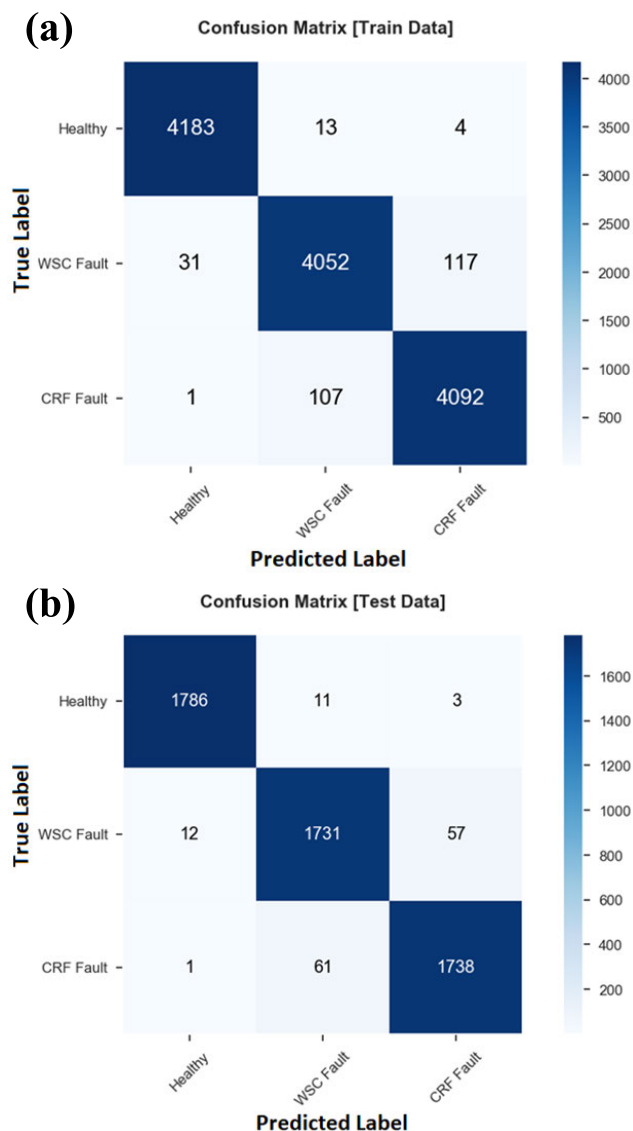 (a)
Confusion Matrix [Train Data]
True Label
Healthy
4183 13 4
WSC Fault
31 4052 117
CRF Fault
1 107 4092
4000
3500
3000
2500
2000
1500
1000
500
Healthy
WSC Fault
CRF Fault
Predicted Label
(b)
Confusion Matrix [Test Data]
True Label
Healthy
1786 11 3
WSC Fault
12 1731 57
CRF Fault
1 61 1738
1600
1400
1200
1000
800
600
400
200
Healthy
WSC Fault
CRF Fault
Predicted Label